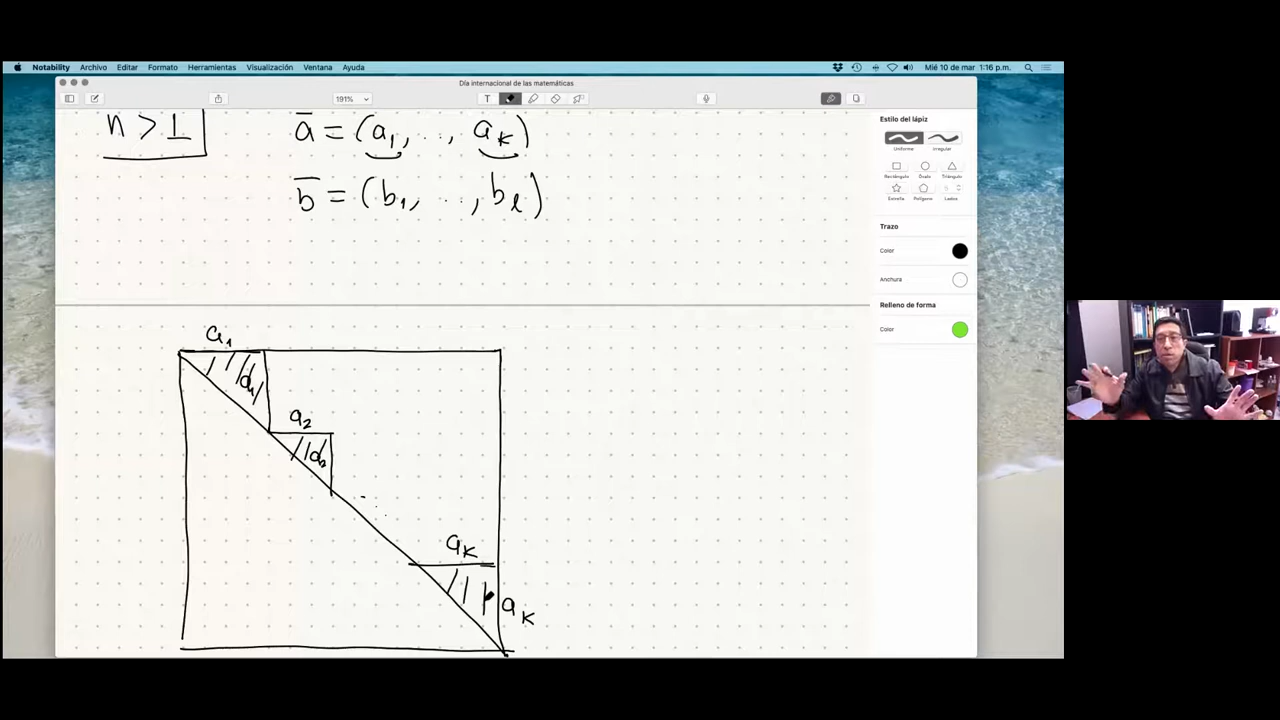 Notability Archivo Editar Formato Herramientas Visualización Ventana Ayuda Mié 10 de mar 1:16 p.m.
Día internacional de las matemáticas
191% T
n > 1
a̅ = (a₁, ..., aₖ)
b̅ = (b₁, ..., bₗ)
Estilo del lápiz
Uniforme Irregular
Rectángulo Óvalo Triángulo
Estrella Polígono Lados
Trazo
Color
Anchura
Relleno de forma
Color
a₁
a₁
a₂
a₂
...
aₖ
aₖ